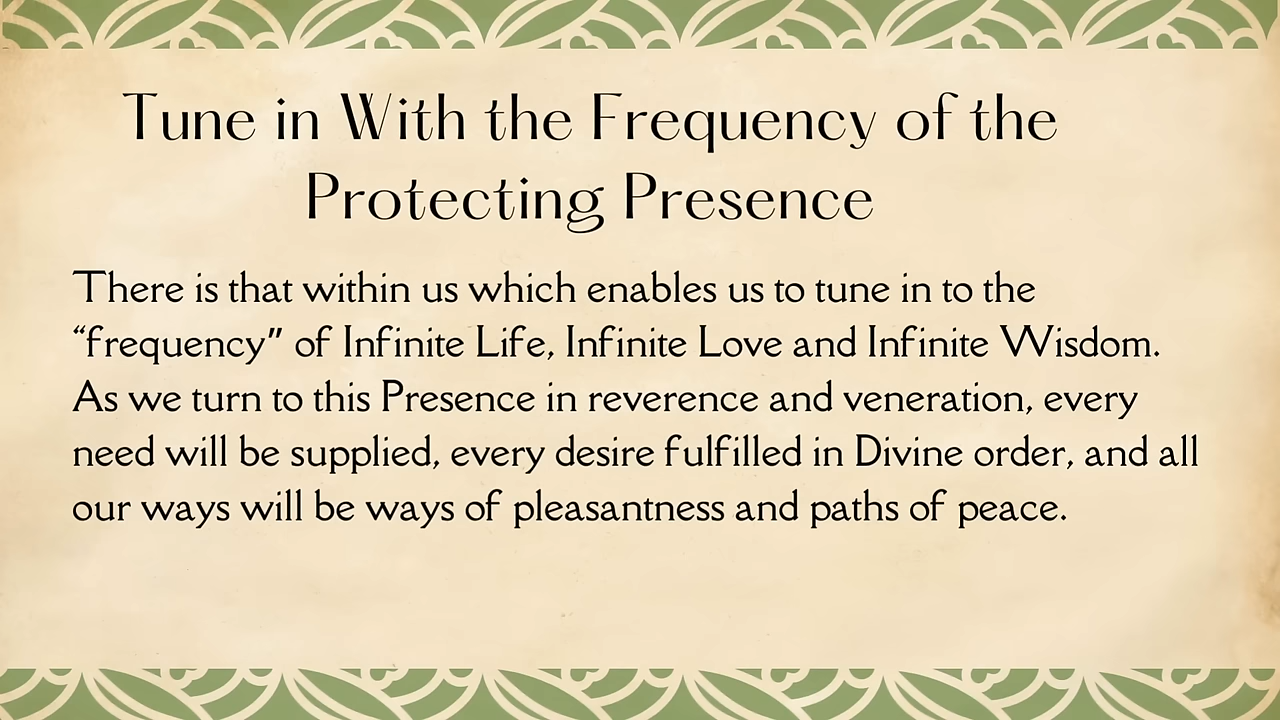 Tune in With the Frequency of the
Protecting Presence
There is that within us which enables us to tune in to the
“frequency” of Infinite Life, Infinite Love and Infinite Wisdom.
As we turn to this Presence in reverence and veneration, every
need will be supplied, every desire fulfilled in Divine order, and all
our ways will be ways of pleasantness and paths of peace.